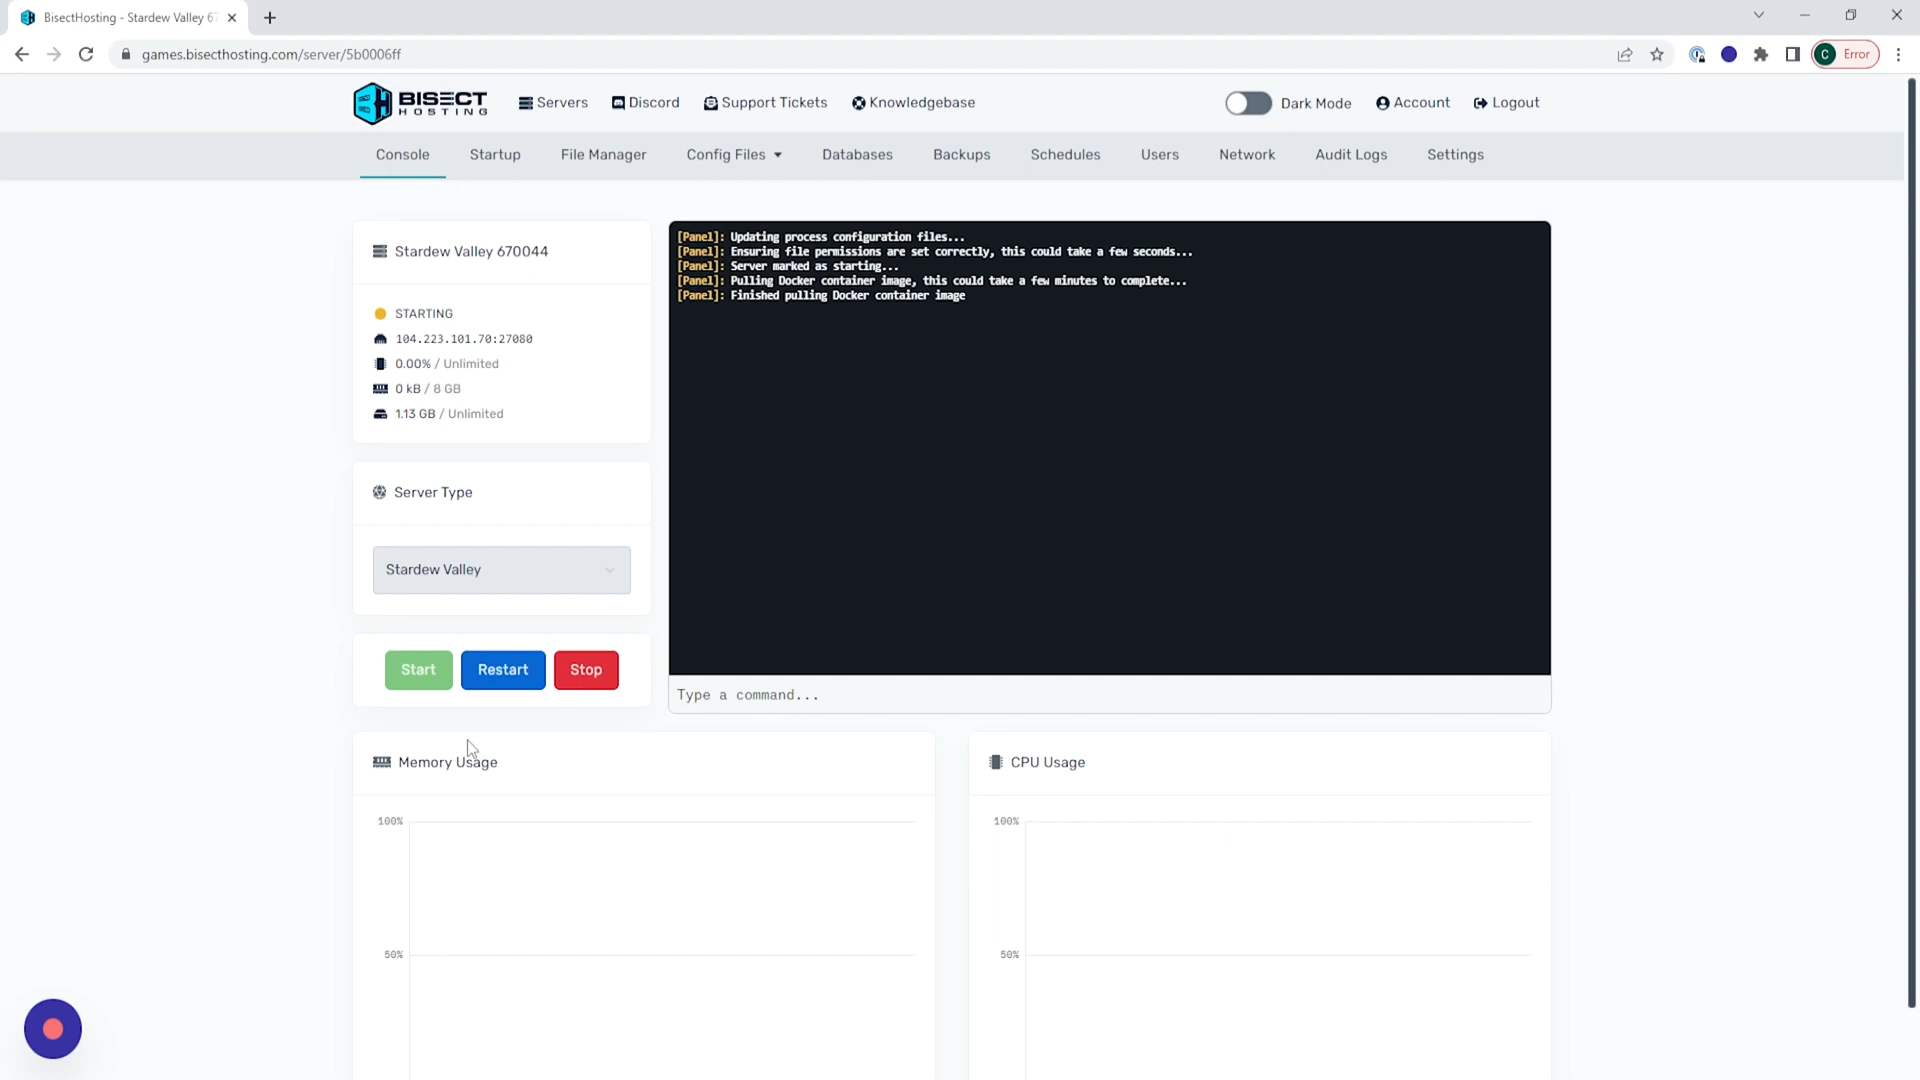 BisectHosting - Stardew Valley 67
games.bisecthosting.com/server/5b0006ff
C Error
BISECT HOSTING
Servers Discord Support Tickets Knowledgebase Dark Mode Account Logout
Console Startup File Manager Config Files Databases Backups Schedules Users Network Audit Logs Settings
Stardew Valley 670044
STARTING
104.223.101.70:27080
0.00% / Unlimited
0 kB / 8 GB
1.13 GB / Unlimited
Server Type
Stardew Valley
Start Restart Stop
[Panel]: Updating process configuration files...
[Panel]: Ensuring file permissions are set correctly, this could take a few seconds...
[Panel]: Server marked as starting...
[Panel]: Pulling Docker container image, this could take a few minutes to complete...
[Panel]: Finished pulling Docker container image
Type a command...
Memory Usage
100%
50%
CPU Usage
100%
50%